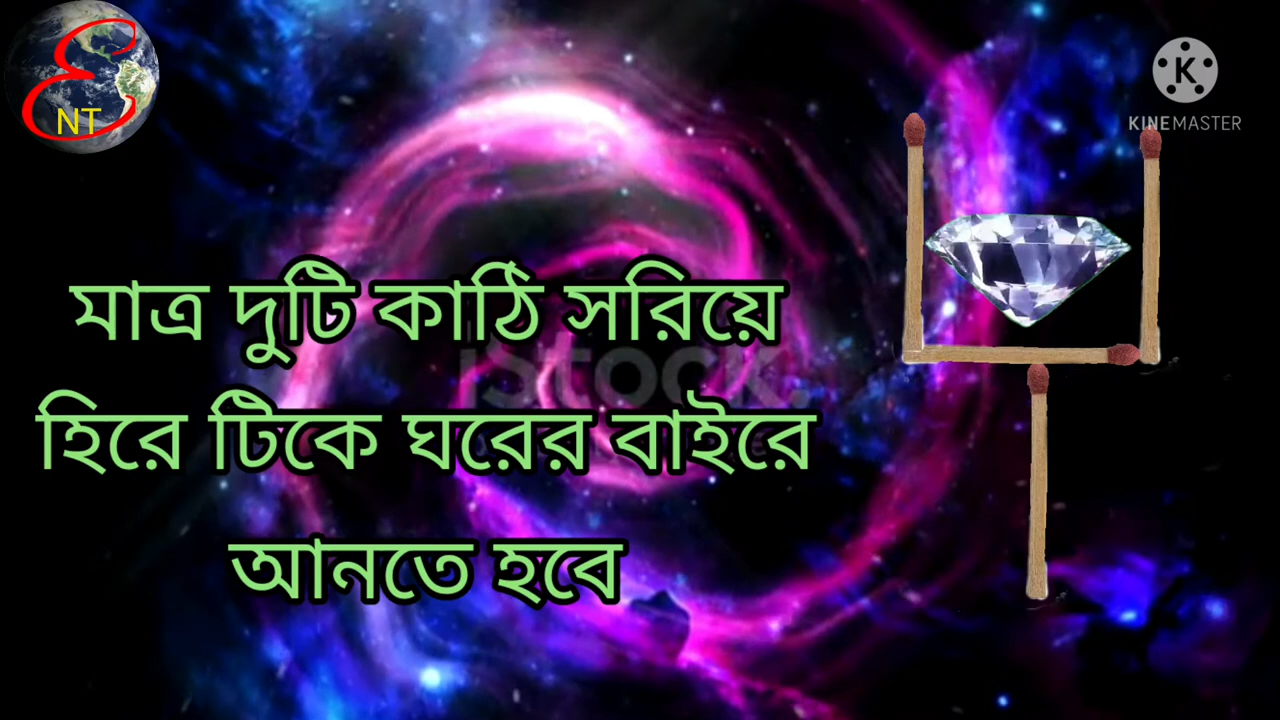 ε
NT
K
KINEMASTER
মাত্র দুটি কাঠি সরিয়ে
iStock.
হিরে টিকে ঘরের বাইরে
আনতে হবে